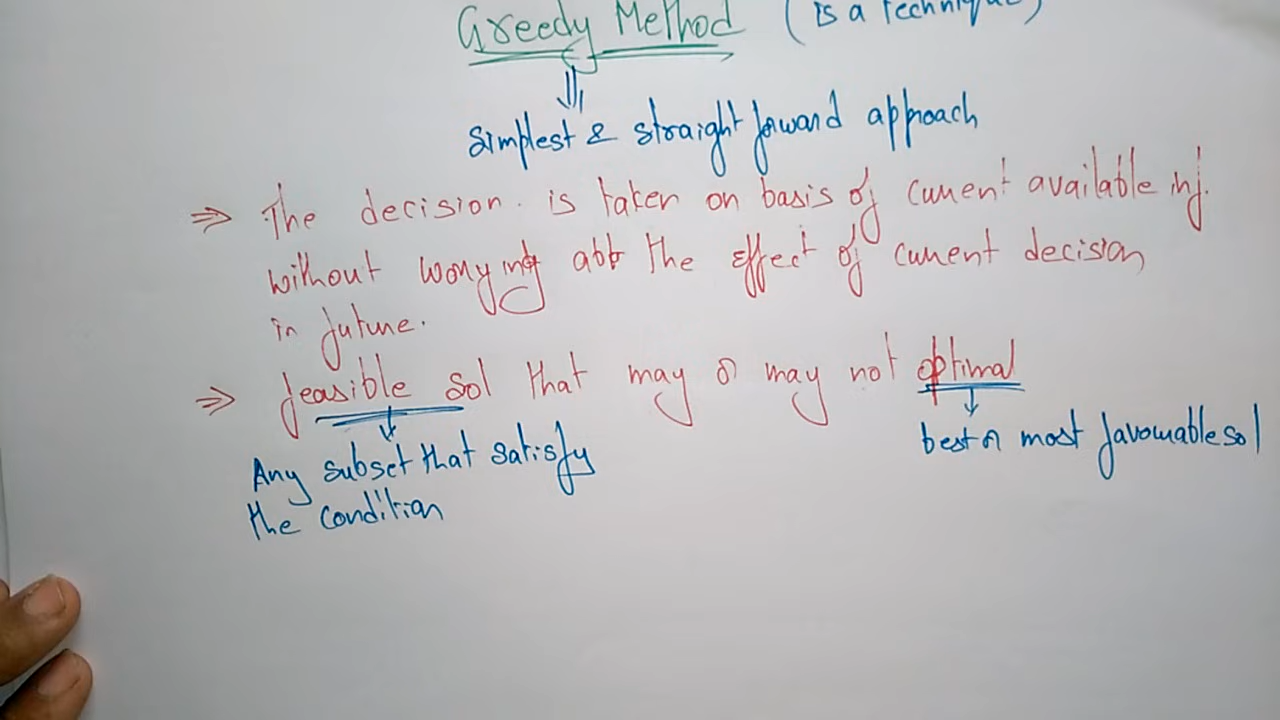 Greedy Method (is a Technique)
simplest & straight forward approach
⇒ The decision. is taken on basis of current available inf.
without worrying abt the effect of current decision
in future.
⇒ feasible sol that may or may not optimal
best or most favourable sol
Any subset that satisfy
the condition